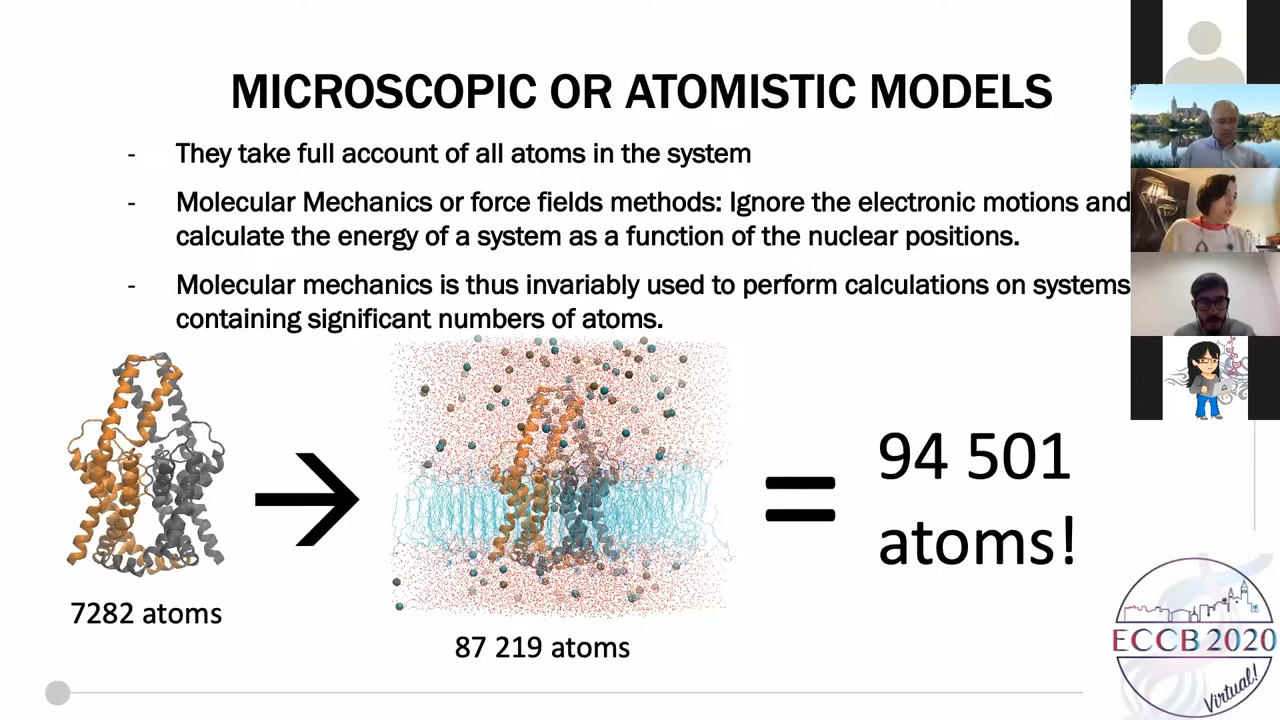 MICROSCOPIC OR ATOMISTIC MODELS
- They take full account of all atoms in the system
- Molecular Mechanics or force fields methods: Ignore the electronic motions and
calculate the energy of a system as a function of the nuclear positions.
- Molecular mechanics is thus invariably used to perform calculations on systems
containing significant numbers of atoms.
94 501
atoms!
7282 atoms
87 219 atoms
ECCB 2020
Virtual!